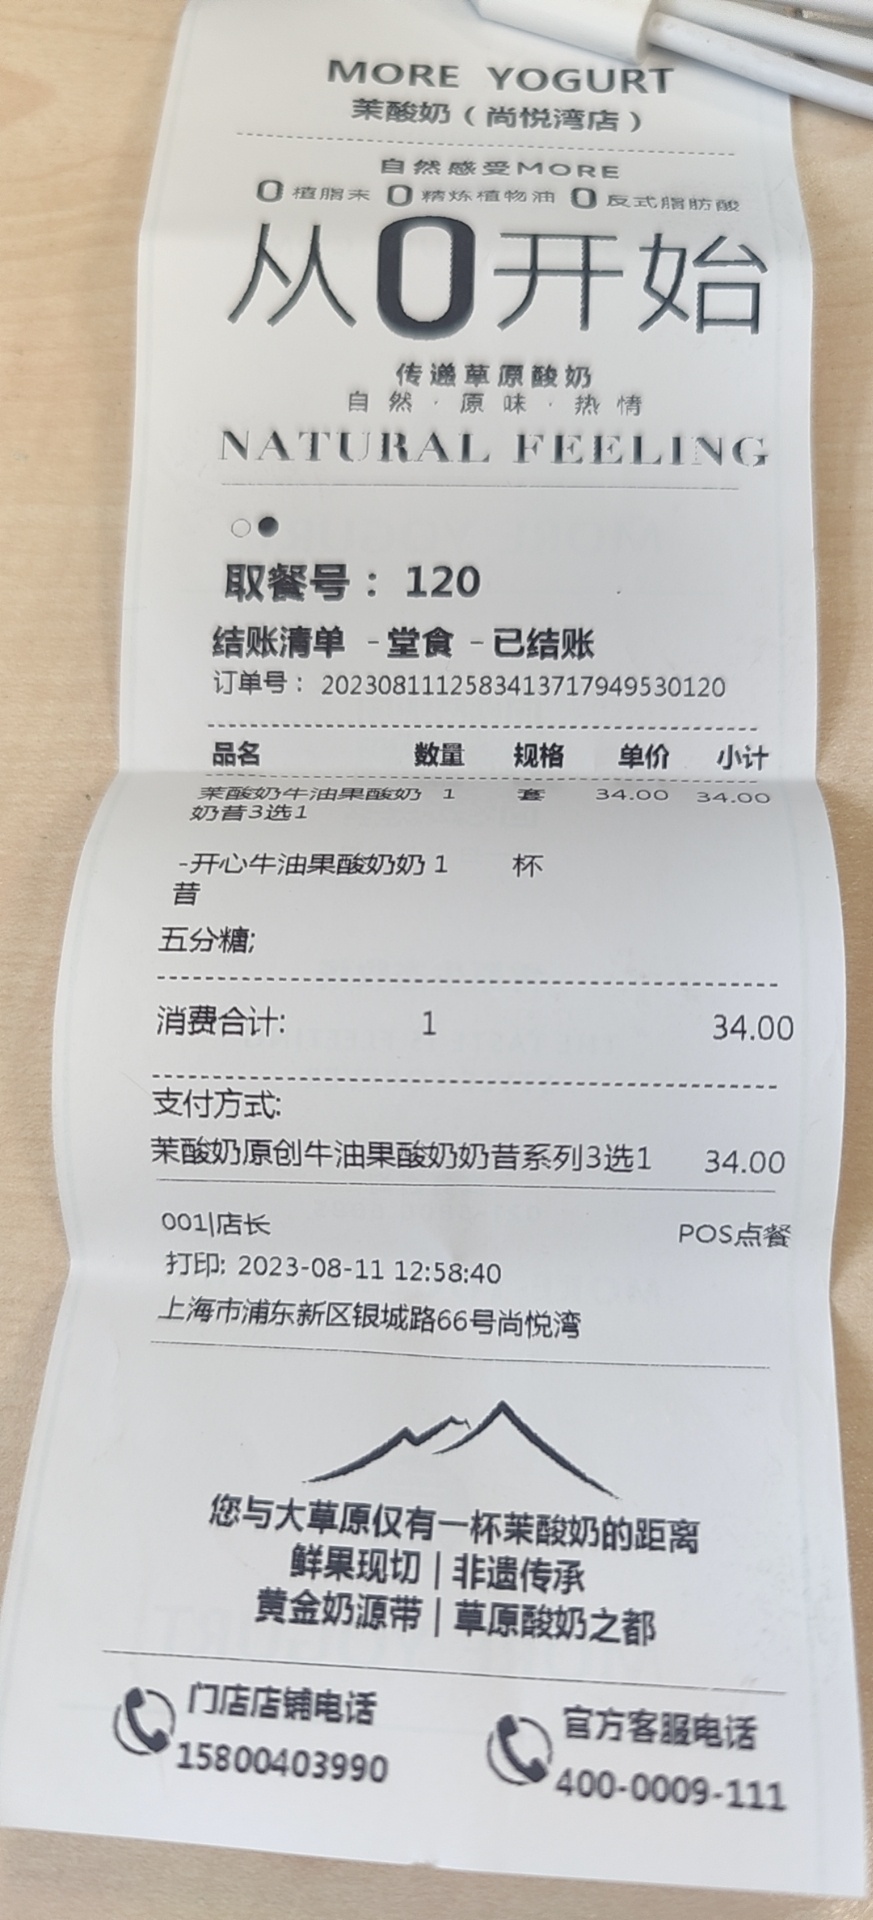 MORE YOGURT
茉酸奶（尚悦湾店）
自然感受MORE
0 植脂末 0 精炼植物油 0 反式脂肪酸
从0开始
传递草原酸奶
自然·原味·热情
NATURAL FEELING
取餐号： 120
结账清单 -堂食 -已结账
订单号： 20230811125834137179495​30120
品名 数量 规格 单价 小计
茉酸奶牛油果酸奶 1 套 34.00 34.00
奶昔3选1
-开心牛油果酸奶奶 1 杯
昔
五分糖;
消费合计: 1 34.00
支付方式:
茉酸奶原创牛油果酸奶奶昔系列3选1 34.00
001|店长 POS点餐
打印: 2023-08-11 12:58:40
上海市浦东新区银城路66号尚悦湾
您与大草原仅有一杯茉酸奶的距离
鲜果现切｜非遗传承
黄金奶源带｜草原酸奶之都
门店店铺电话
15800403990
官方客服电话
400-0009-111